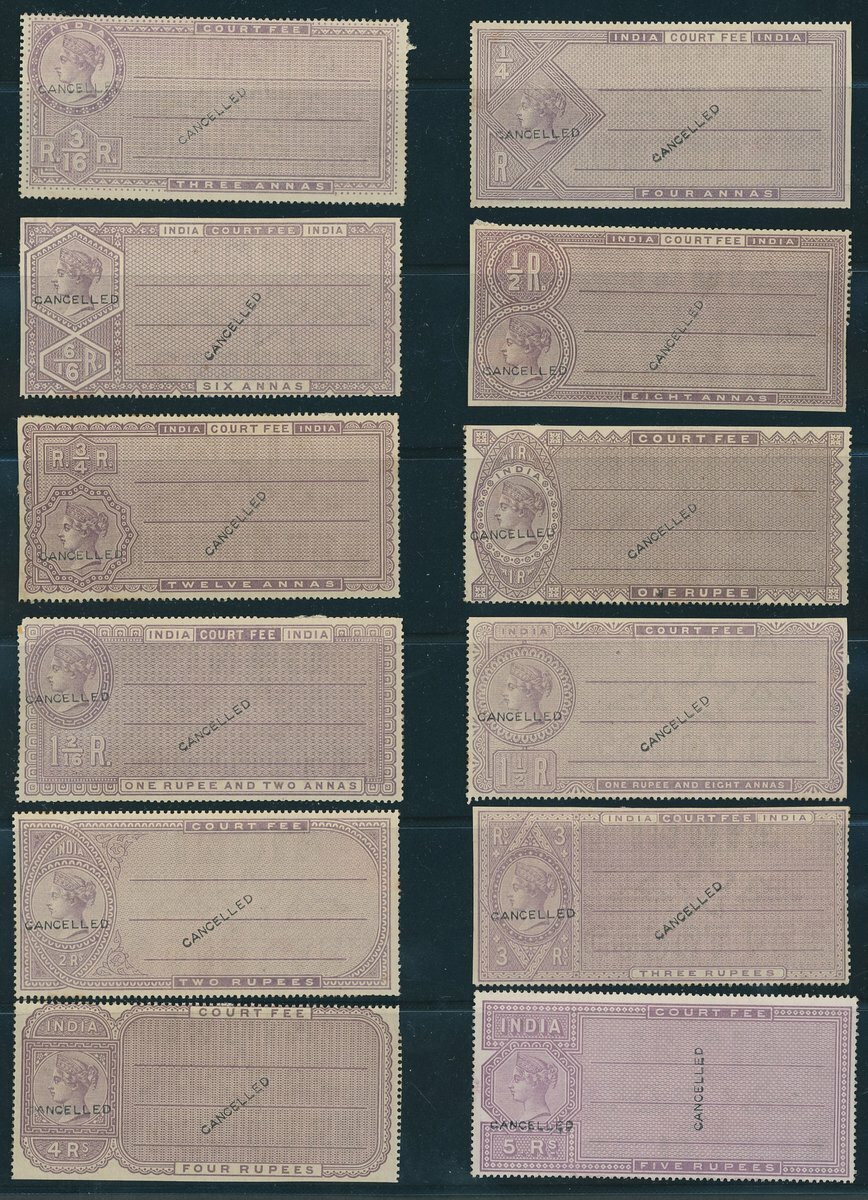 INDIA
COURT FEE
CANCELLED
CANCELLED
R. 3/16 R.
THREE ANNAS
INDIA COURT FEE INDIA
1/4
CANCELLED
CANCELLED
R
FOUR ANNAS
INDIA COURT FEE INDIA
CANCELLED
CANCELLED
6/16 R.
SIX ANNAS
INDIA COURT FEE INDIA
1/2 R.
CANCELLED
CANCELLED
EIGHT ANNAS
INDIA COURT FEE INDIA
R. 3/4 R.
CANCELLED
CANCELLED
TWELVE ANNAS
COURT FEE
1R
INDIA
CANCELLED
CANCELLED
1R
ONE RUPEE
INDIA COURT FEE INDIA
CANCELLED
CANCELLED
1 2/16 R.
ONE RUPEE AND TWO ANNAS
INDIA
COURT FEE
CANCELLED
CANCELLED
1 1/2 R
ONE RUPEE AND EIGHT ANNAS
COURT FEE
INDIA
CANCELLED
CANCELLED
2 RS
TWO RUPEES
INDIA COURT FEE INDIA
RS 3
CANCELLED
CANCELLED
3 RS
THREE RUPEES
COURT FEE
INDIA
CANCELLED
CANCELLED
4 RS
FOUR RUPEES
COURT FEE
INDIA
CANCELLED
CANCELLED
5 RS
FIVE RUPEES